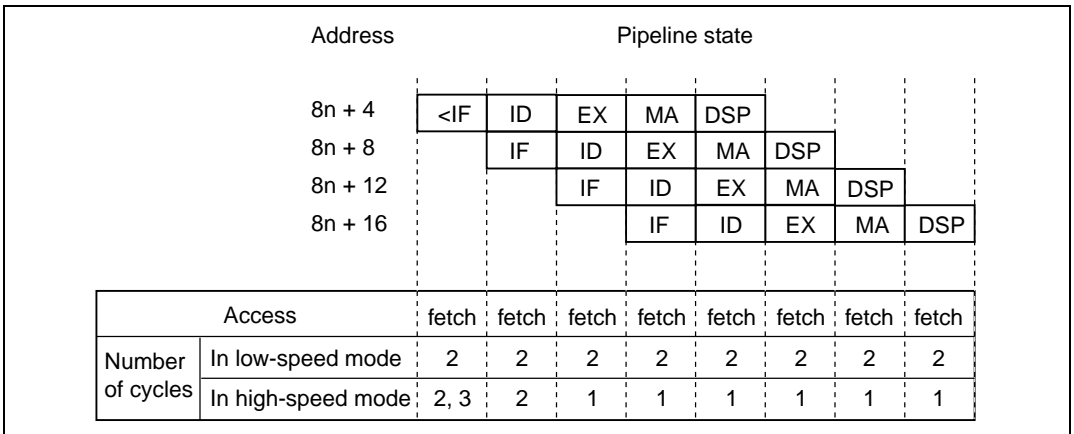 Address Pipeline state
8n + 4 <IF ID EX MA DSP
8n + 8 IF ID EX MA DSP
8n + 12 IF ID EX MA DSP
8n + 16 IF ID EX MA DSP
Access fetch fetch fetch fetch fetch fetch fetch fetch
Number of cycles
In low-speed mode 2 2 2 2 2 2 2 2
In high-speed mode 2, 3 2 1 1 1 1 1 1